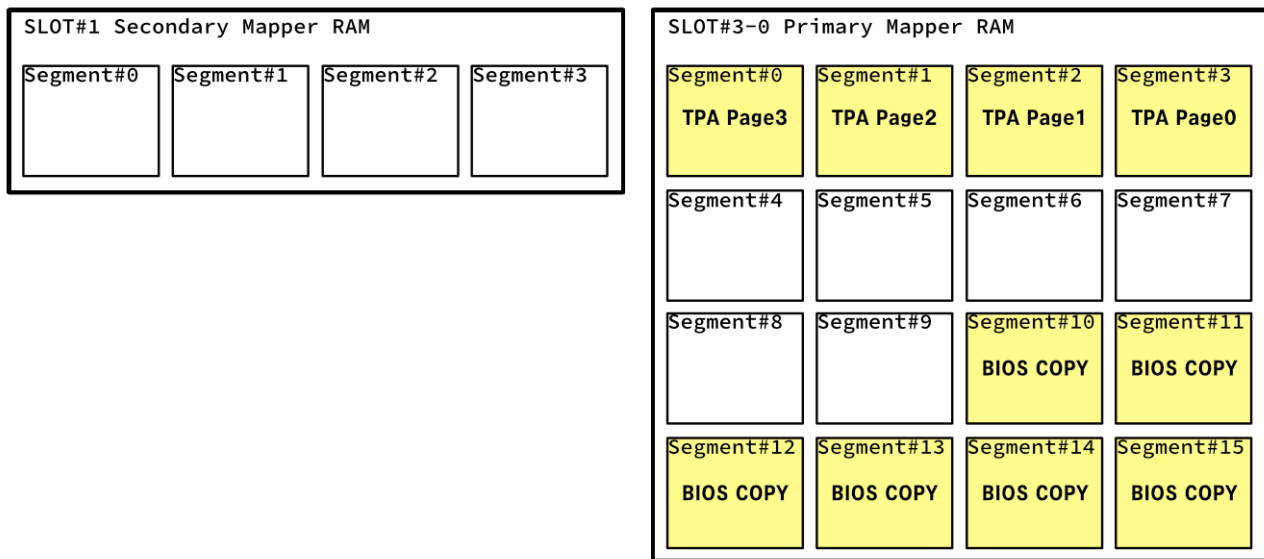 SLOT#1 Secondary Mapper RAM
Segment#0 Segment#1 Segment#2 Segment#3
SLOT#3-0 Primary Mapper RAM
Segment#0 Segment#1 Segment#2 Segment#3
TPA Page3 TPA Page2 TPA Page1 TPA Page0
Segment#4 Segment#5 Segment#6 Segment#7
Segment#8 Segment#9 Segment#10 Segment#11
BIOS COPY BIOS COPY
Segment#12 Segment#13 Segment#14 Segment#15
BIOS COPY BIOS COPY BIOS COPY BIOS COPY